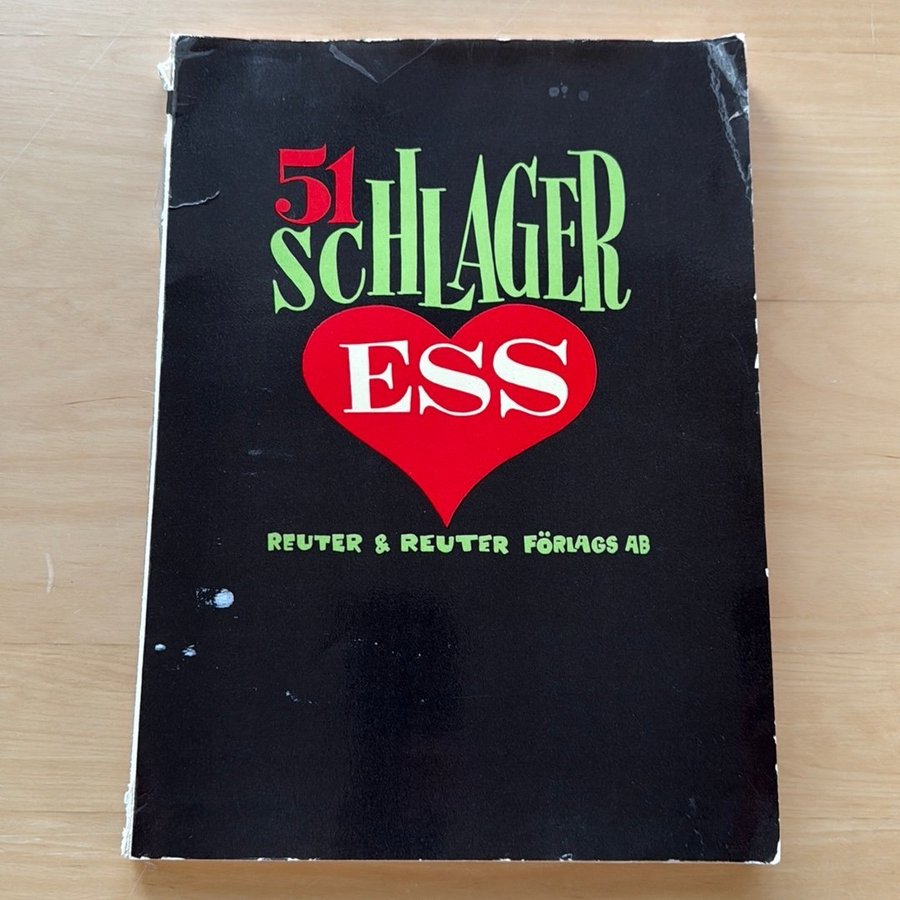 51
SCHLAGER
ESS
REUTER & REUTER FÖRLAGS AB